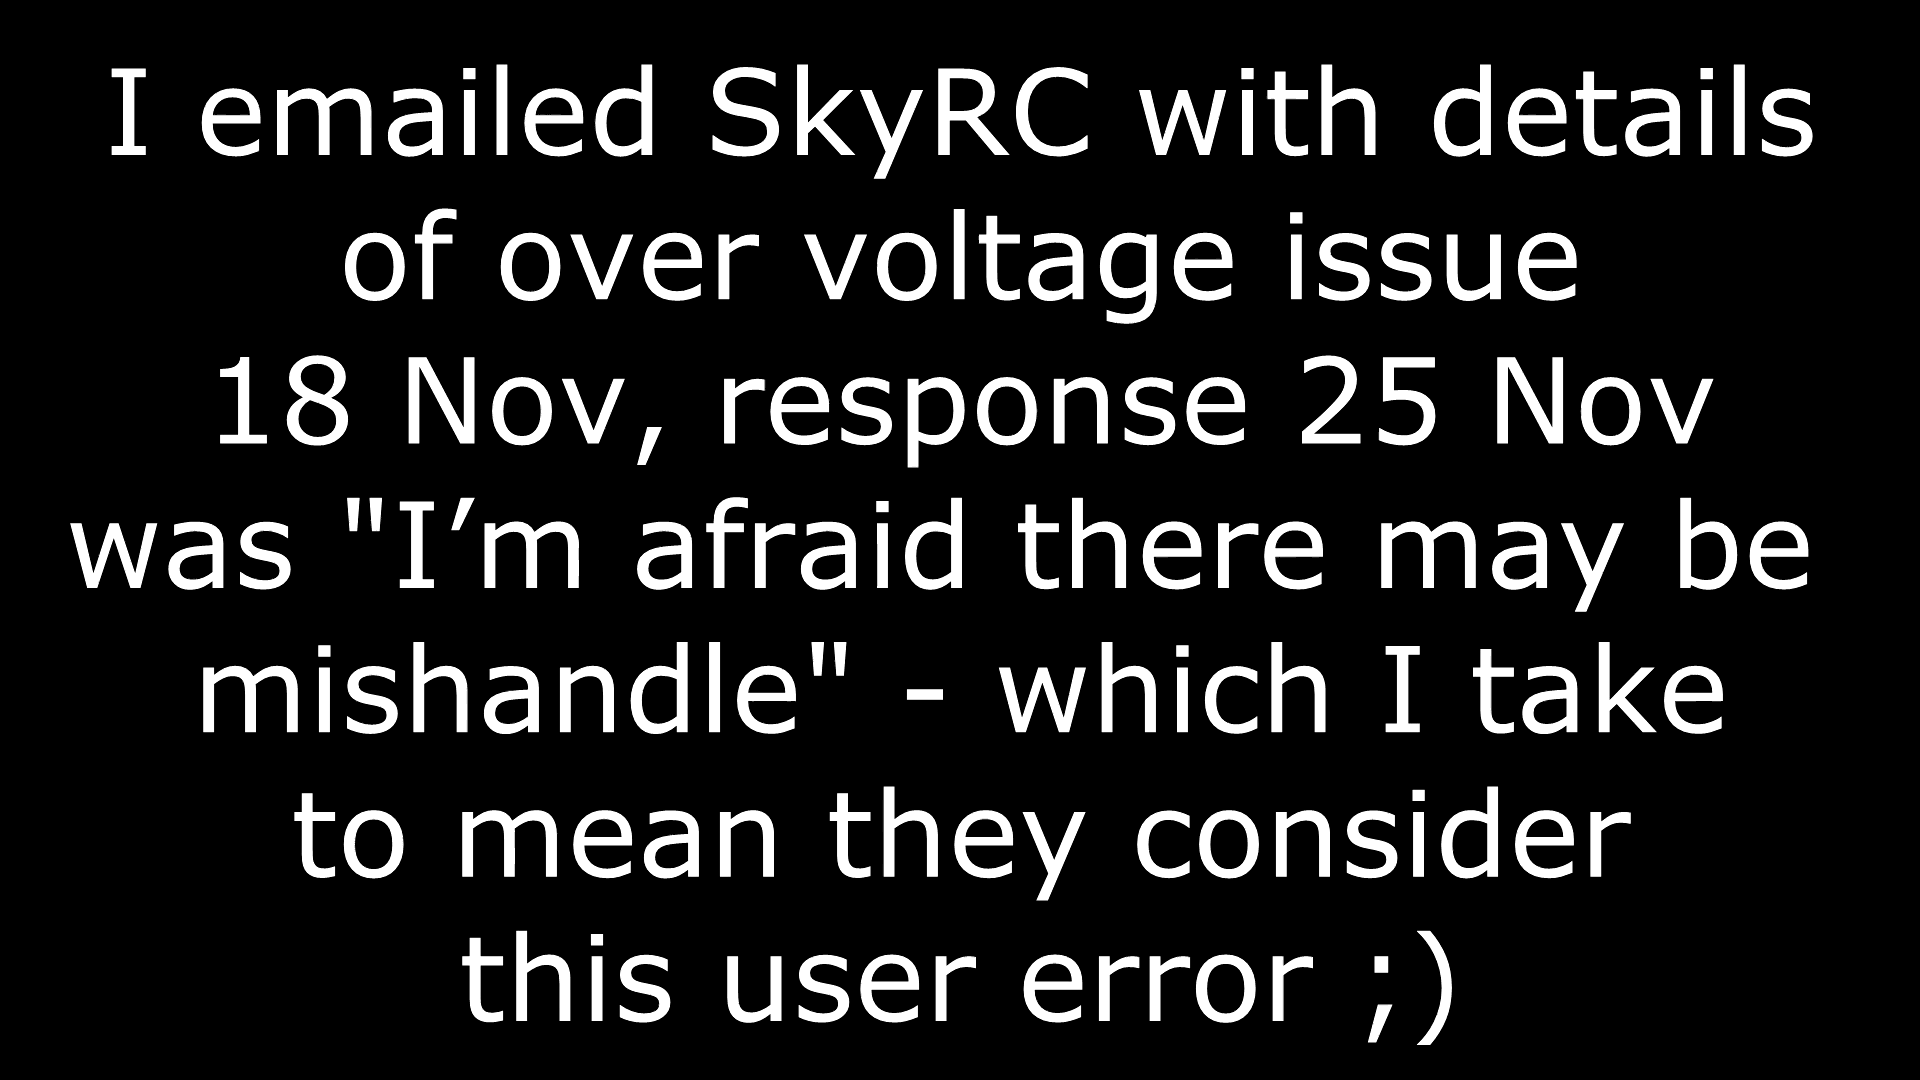 I emailed SkyRC with details
of over voltage issue
18 Nov, response 25 Nov
was "I’m afraid there may be
mishandle" - which I take
to mean they consider
this user error ;)